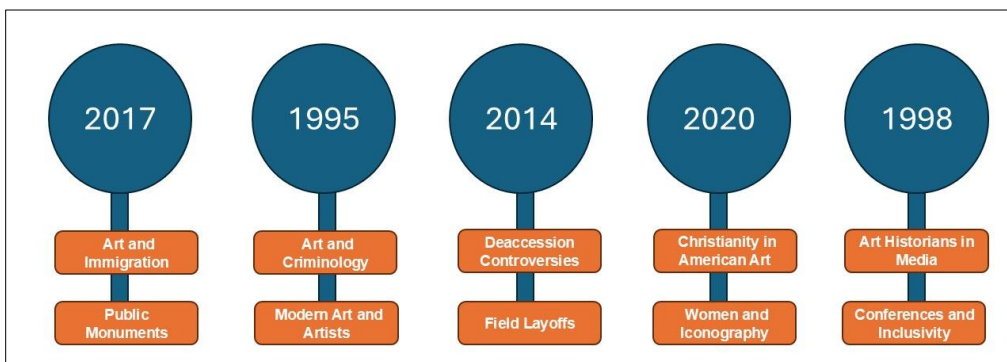 2017
Art and
Immigration
Public
Monuments
1995
Art and
Criminology
Modern Art and
Artists
2014
Deaccession
Controversies
Field Layoffs
2020
Christianity in
American Art
Women and
Iconography
1998
Art Historians in
Media
Conferences and
Inclusivity